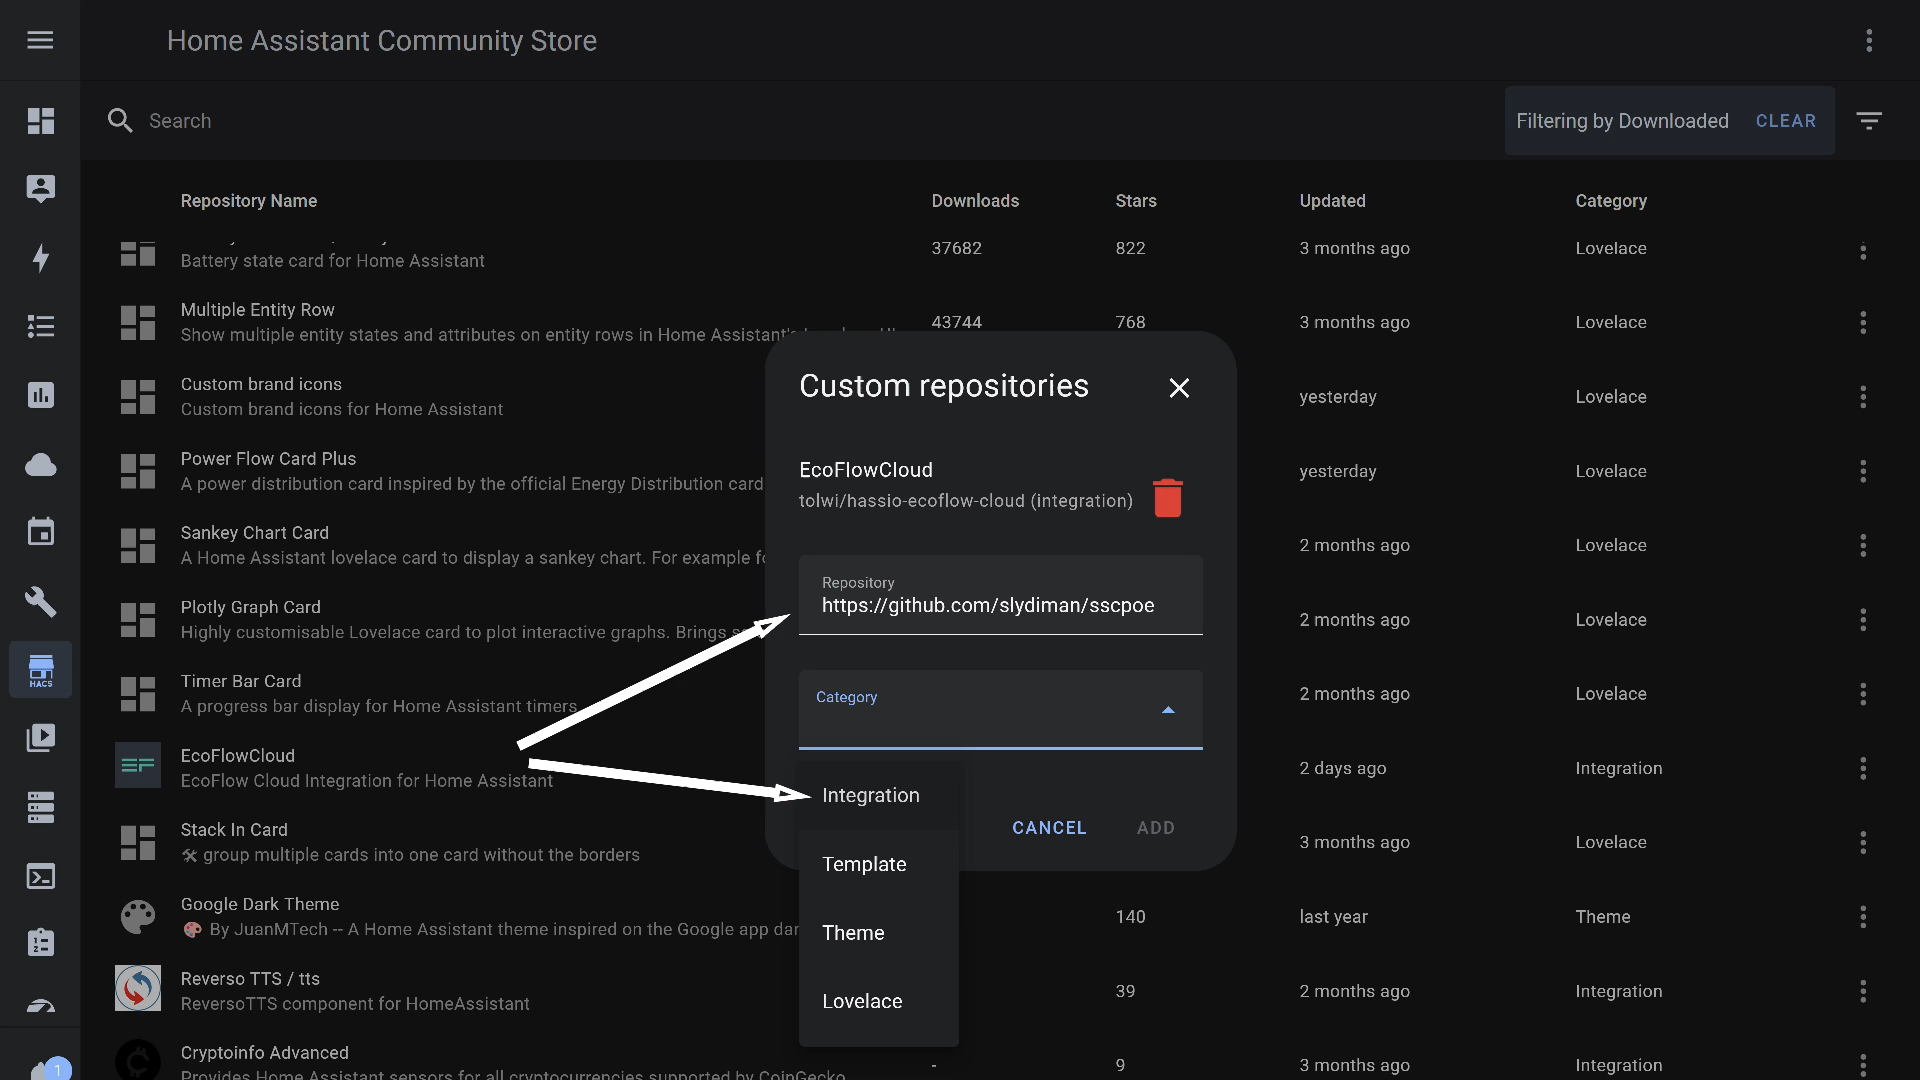 Home Assistant Community Store
Search
Filtering by Downloaded CLEAR
Repository Name Downloads Stars Updated Category
37682 822 3 months ago Lovelace
Battery state card for Home Assistant
Multiple Entity Row
43744 768 3 months ago Lovelace
Show multiple entity states and attributes on entity rows in Home Assistant's
Custom brand icons
yesterday Lovelace
Custom brand icons for Home Assistant
Power Flow Card Plus
yesterday Lovelace
A power distribution card inspired by the official Energy Distribution card
Sankey Chart Card
2 months ago Lovelace
A Home Assistant lovelace card to display a sankey chart. For example
Plotly Graph Card
2 months ago Lovelace
Highly customisable Lovelace card to plot interactive graphs. Brings
Timer Bar Card
2 months ago Lovelace
A progress bar display for Home Assistant timers
EcoFlowCloud
2 days ago Integration
EcoFlow Cloud Integration for Home Assistant
Stack In Card
3 months ago Lovelace
group multiple cards into one card without the borders
Google Dark Theme
140 last year Theme
By JuanMTech -- A Home Assistant theme inspired on the Google app
Reverso TTS / tts
39 2 months ago Integration
ReversoTTS component for HomeAssistant
Cryptoinfo Advanced
- 9 3 months ago Integration
Provides Home Assistant sensors for all cryptocurrencies supported by CoinGecko
Custom repositories
EcoFlowCloud
tolwi/hassio-ecoflow-cloud (integration)
Repository
https://github.com/slydiman/sscpoe
Category
Integration
Template
Theme
Lovelace
CANCEL ADD
HACS
1